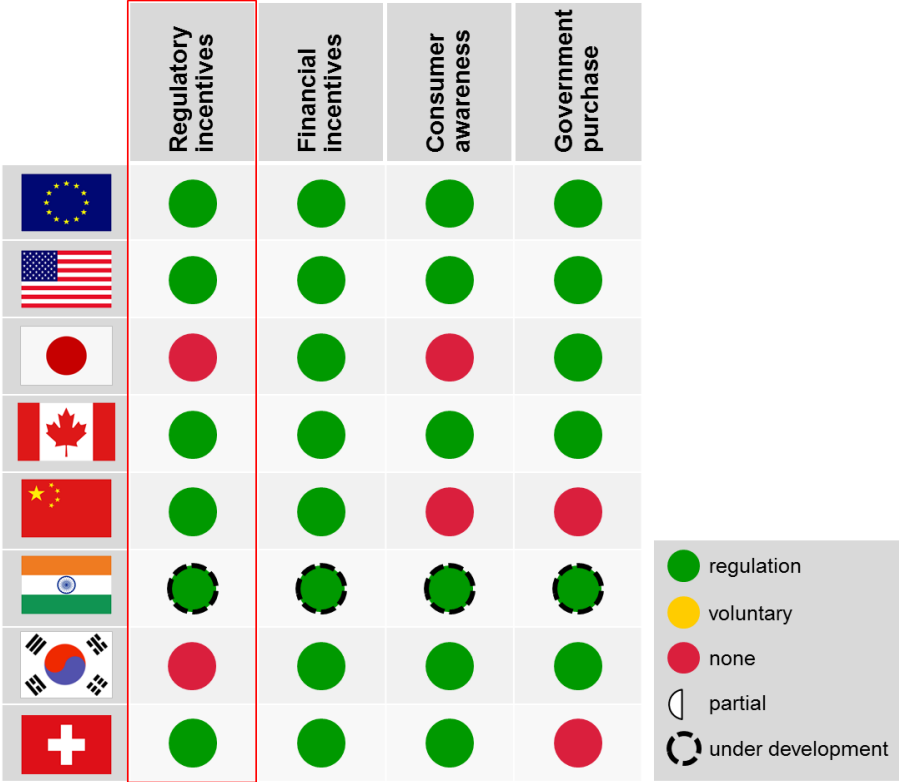 Regulatory
incentives
Financial
incentives
Consumer
awareness
Government
purchase
regulation
voluntary
none
partial
under development